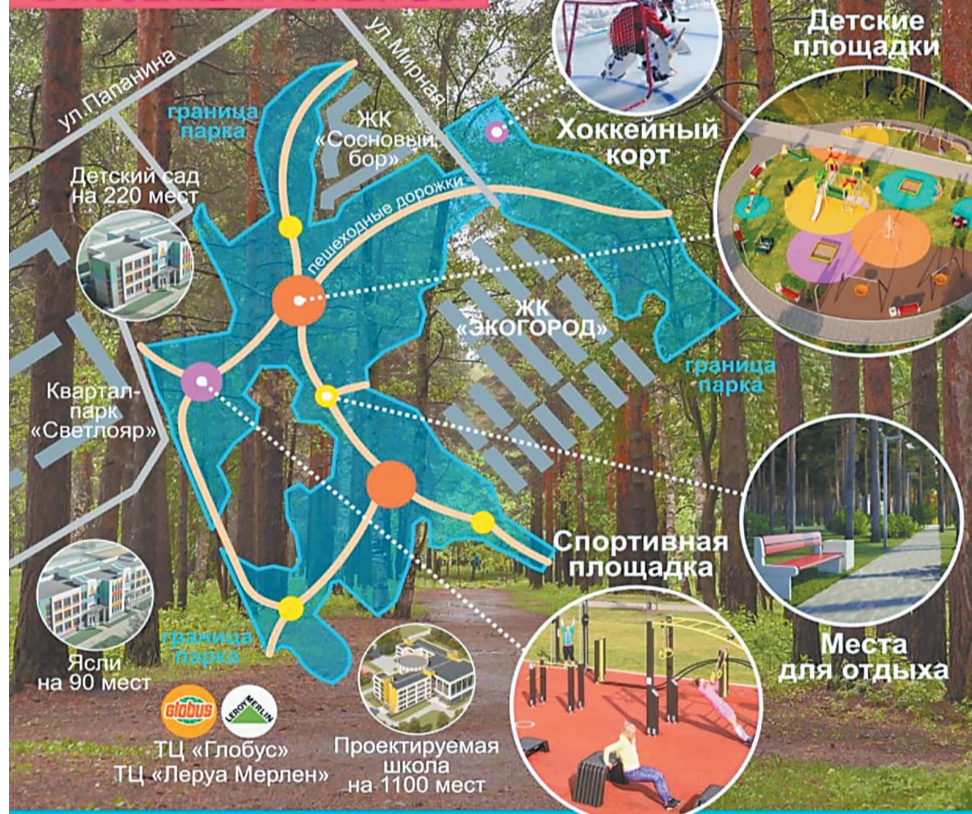 Детские
площадки
ул.Папанина
ул.Мирная
граница
парка
ЖК
«Сосновый
бор»
Хоккейный
корт
Детский сад
на 220 мест
пешеходные дорожки
ЖК
«ЭКОГОРОД»
граница
парка
Квартал-
парк
«Светлояр»
Спортивная
площадка
Места
для отдыха
граница
парка
Ясли
на 90 мест
Globus
LEROY MERLIN
ТЦ «Глобус»
ТЦ «Леруа Мерлен»
Проектируемая
школа
на 1100 мест